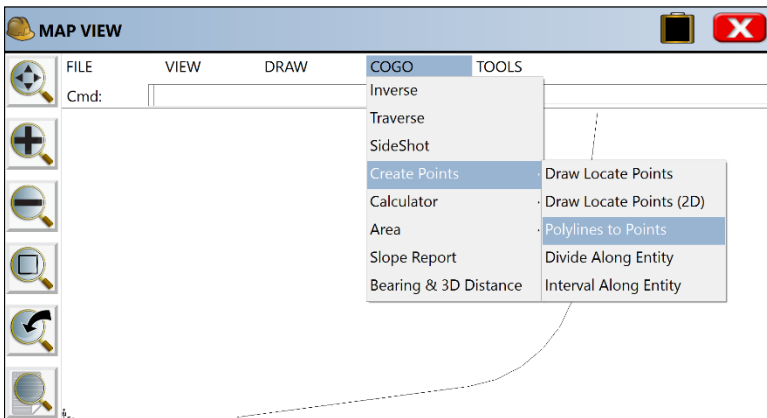 MAP VIEW
FILE VIEW DRAW COGO TOOLS
Cmd:
Inverse
Traverse
SideShot
Create Points
Calculator
Area
Slope Report
Bearing & 3D Distance
Draw Locate Points
Draw Locate Points (2D)
Polylines to Points
Divide Along Entity
Interval Along Entity